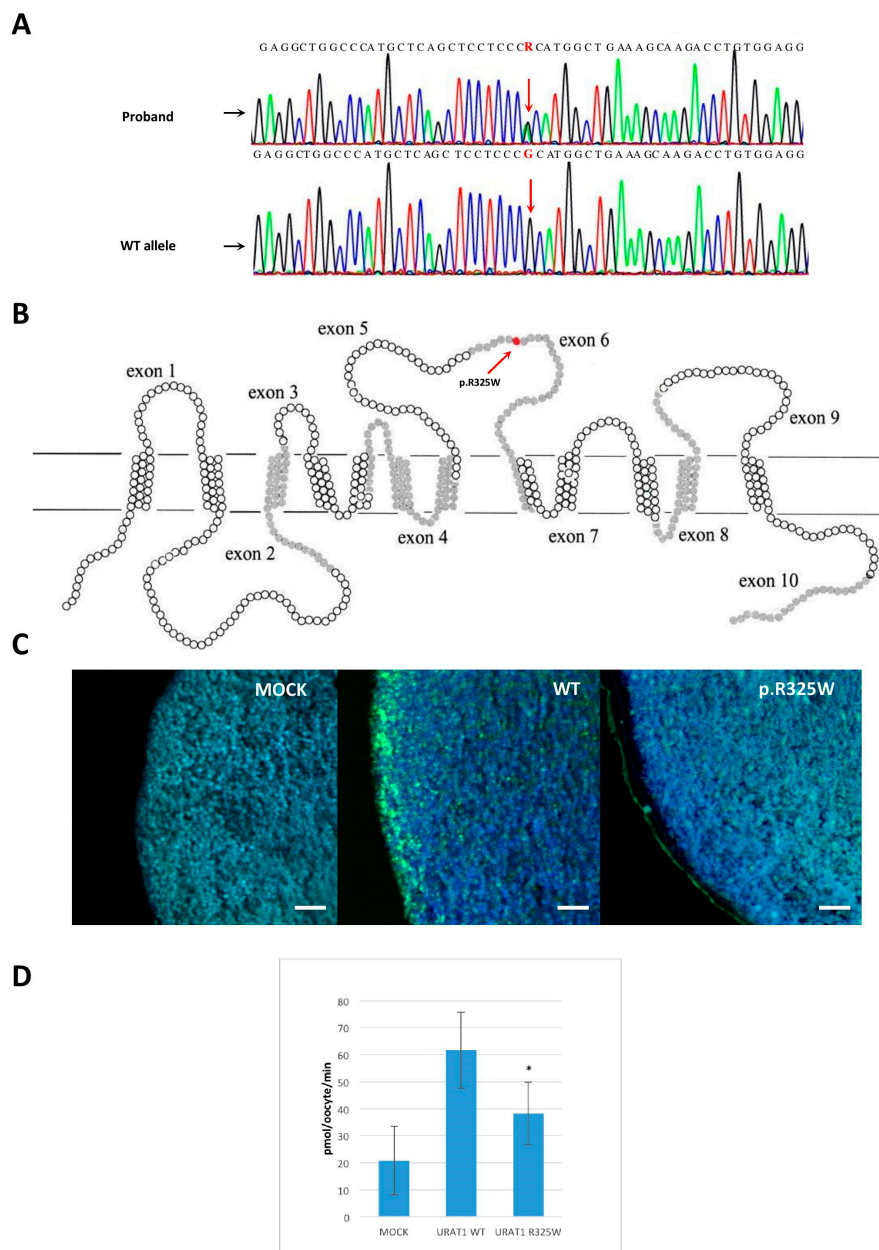 A
GAGGCTGGCCCATGCTCAGCTCCTCCCRCATGGCTGAAAGCAAGACCTGTGGAGG
Proband
GAGGCTGGCCCATGCTCAGCTCCTCCCGCATGGCTGAAAGCAAGACCTGTGGAGG
WT allele
B
exon 1
exon 3
exon 5
exon 6
p.R325W
exon 9
exon 2
exon 4
exon 7
exon 8
exon 10
C
MOCK
WT
p.R325W
D
80
70
60
50
40
30
20
10
0
pmol/oocyte/min
*
MOCK URAT1 WT URAT1 R325W